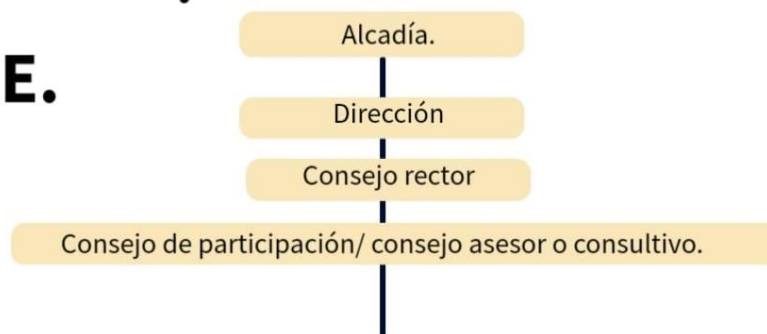 Alcadía.
E.
Dirección
Consejo rector
Consejo de participación/ consejo asesor o consultivo.